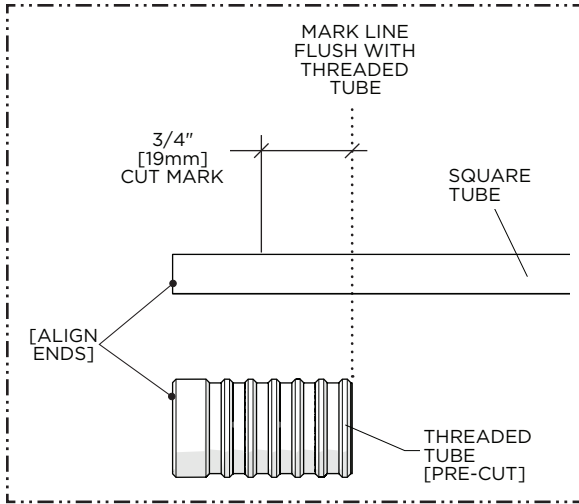 MARK LINE
FLUSH WITH
THREADED
TUBE
3/4"
[19mm]
CUT MARK
SQUARE
TUBE
[ALIGN
ENDS]
THREADED
TUBE
[PRE-CUT]